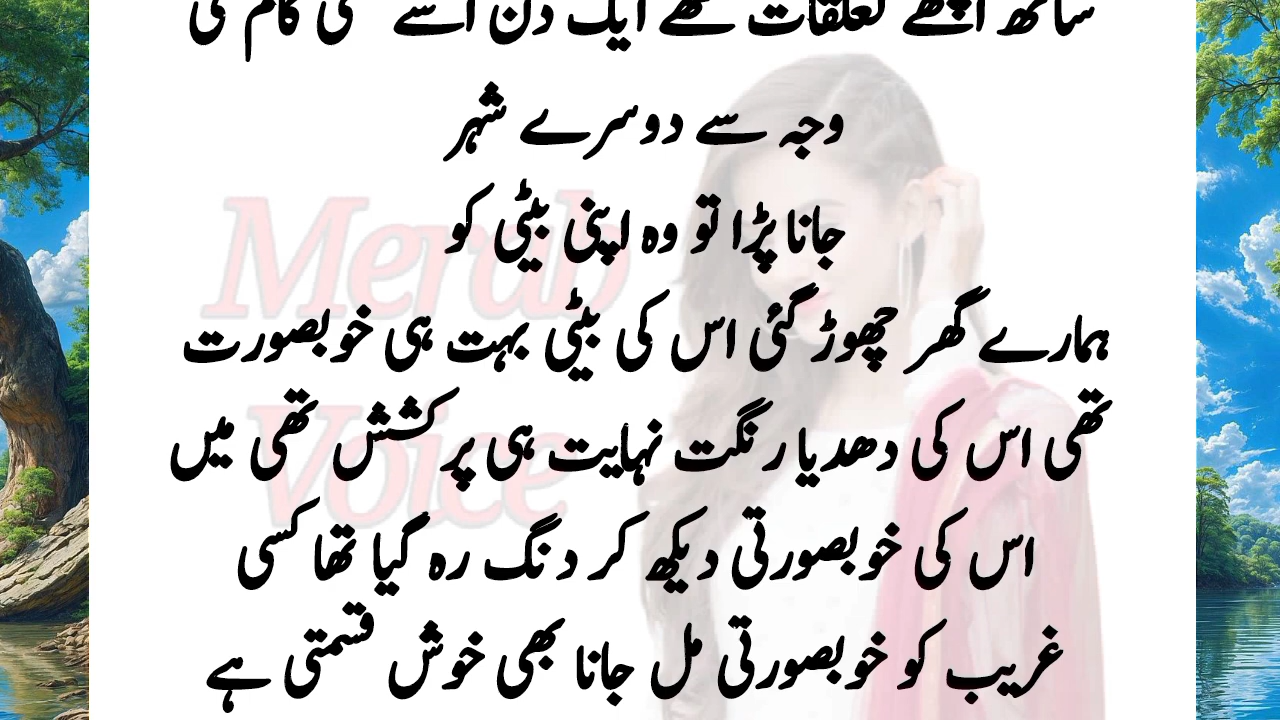 ساتھ اچھے تعلقات تھے ایک دن اسے کسی کام کی
وجہ سے دوسرے شہر
جانا پڑا تو وہ اپنی بیٹی کو
ہمارے گھر چھوڑ گئی اس کی بیٹی بہت ہی خوبصورت
تھی اس کی دھدیا رنگت نہایت ہی پرکشش تھی میں
اس کی خوبصورتی دیکھ کر دنگ رہ گیا تھا کسی
غریب کو خوبصورتی مل جانا بھی خوش قسمتی ہے
Merab
Voice